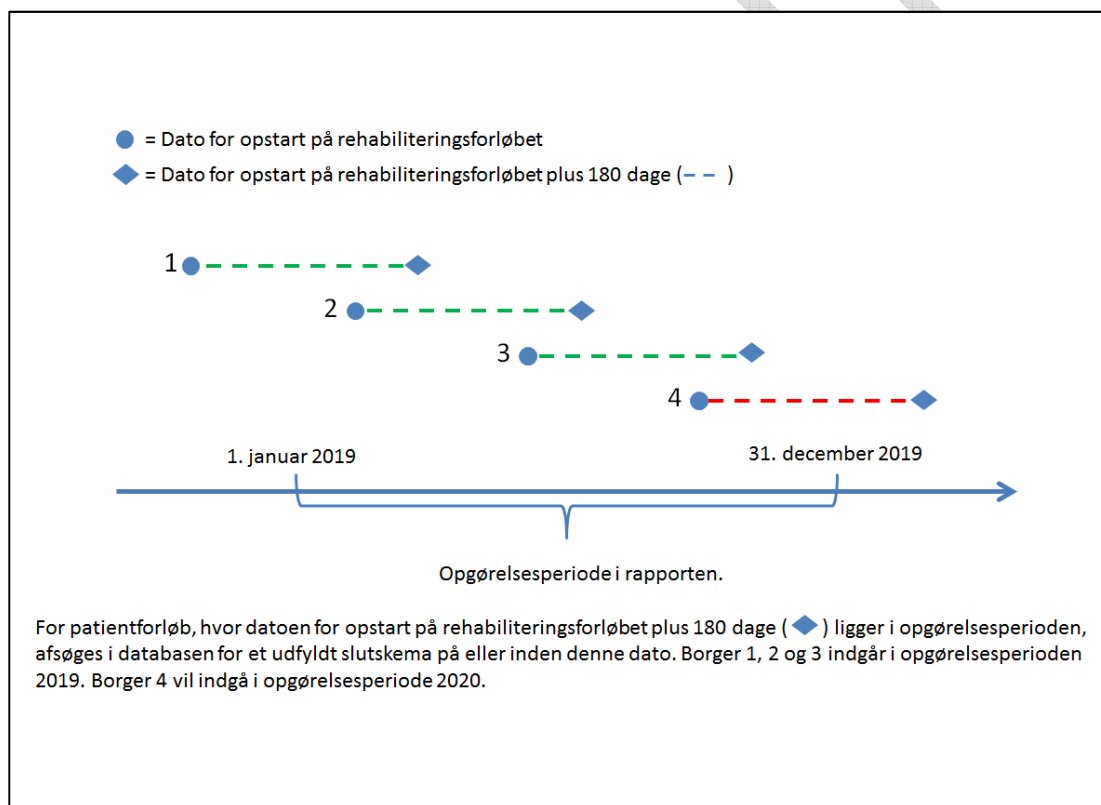 = Dato for opstart på rehabiliteringsforløbet
= Dato for opstart på rehabiliteringsforløbet plus 180 dage (– – )
1
2
3
4
1. januar 2019
31. december 2019
Opgørelsesperiode i rapporten.
For patientforløb, hvor datoen for opstart på rehabiliteringsforløbet plus 180 dage ( ◆ ) ligger i opgørelsesperioden,
afsøges i databasen for et udfyldt slutskema på eller inden denne dato. Borger 1, 2 og 3 indgår i opgørelsesperioden
2019. Borger 4 vil indgå i opgørelsesperiode 2020.